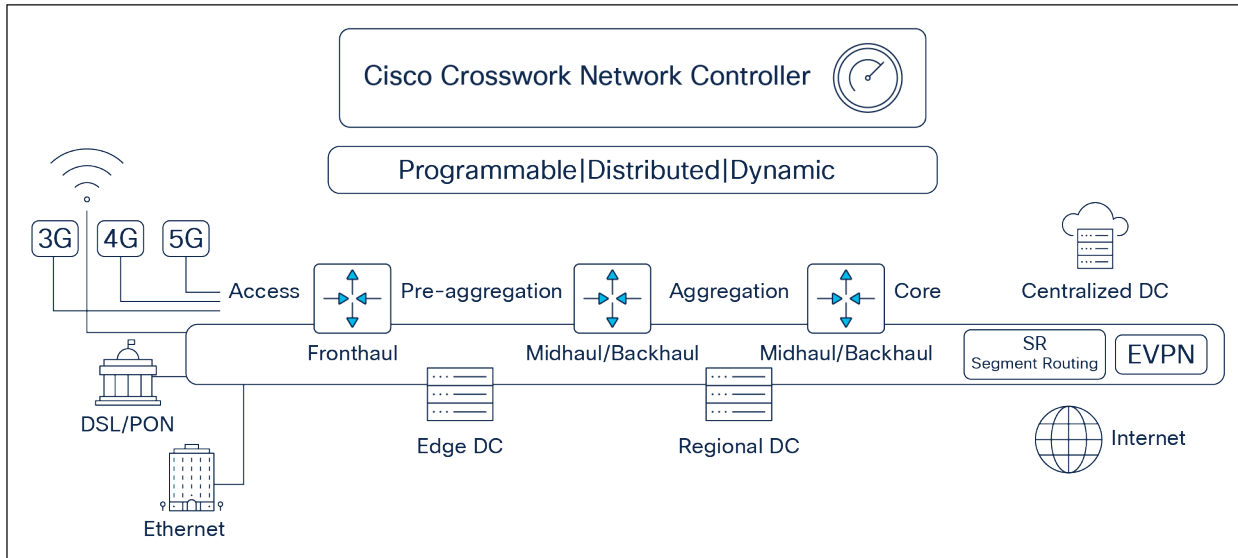 Cisco Crosswork Network Controller
Programmable|Distributed|Dynamic
3G
4G
5G
Access
Pre-aggregation
Aggregation
Core
Centralized DC
Fronthaul
Midhaul/Backhaul
Midhaul/Backhaul
SR
Segment Routing
EVPN
DSL/PON
Edge DC
Regional DC
Internet
Ethernet